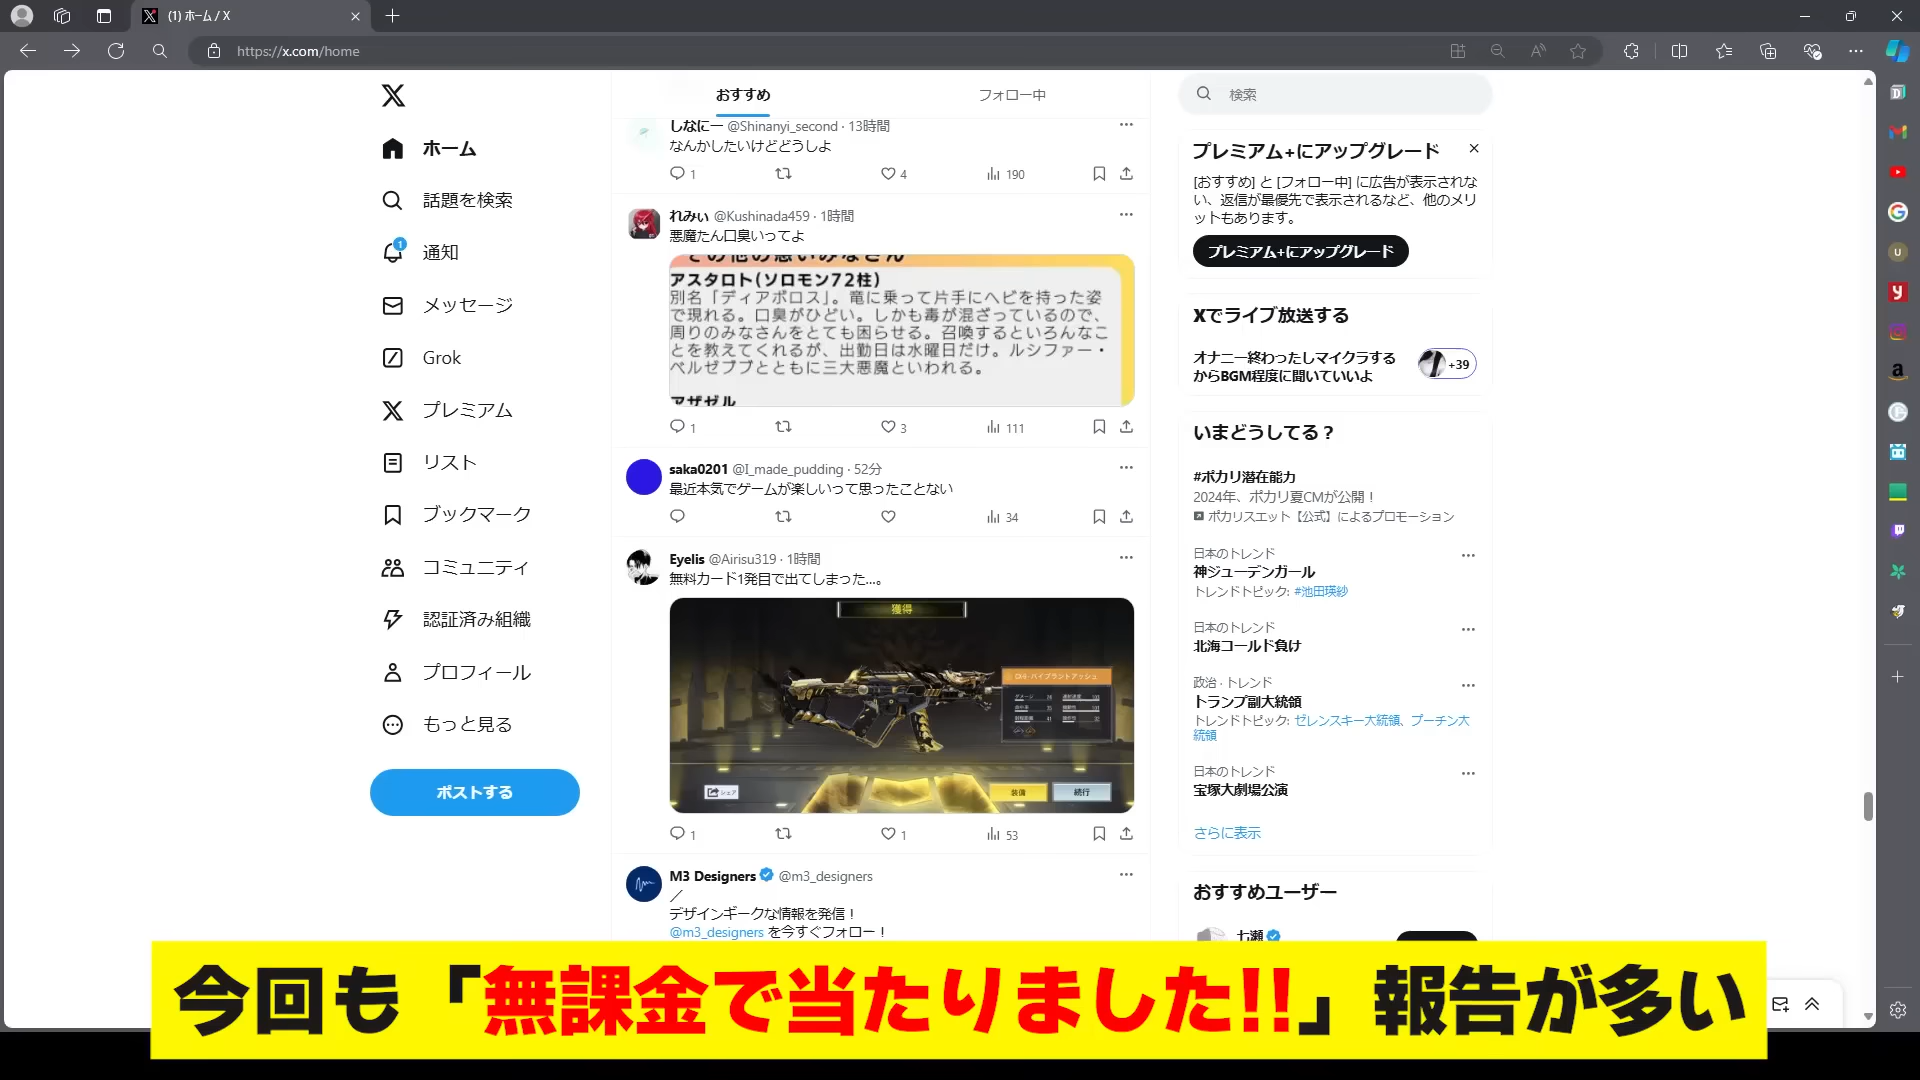 (1) ホーム / X
https://x.com/home
ホーム
話題を検索
1
通知
メッセージ
Grok
プレミアム
リスト
ブックマーク
コミュニティ
認証済み組織
プロフィール
もっと見る
ポストする
おすすめ
フォロー中
しなにー @Shinanyi_second · 13時間
なんかしたいけどどうしよ
1 4 190
れみぃ @Kushinada459 · 1時間
悪魔たん口臭いってよ
その他の悪いみなさん
アスタロト(ソロモン72柱)
別名「ディアボロス」。竜に乗って片手にヘビを持った姿
で現れる。口臭がひどい。しかも毒が混ざっているので、
周りのみなさんをとても困らせる。召喚するといろんなこ
とを教えてくれるが、出勤日は水曜日だけ。ルシファー・
ベルゼブブとともに三大悪魔といわれる。
アザゼル
1 3 111
saka0201 @I_made_pudding · 52分
最近本気でゲームが楽しいって思ったことない
34
Eyelis @Airisu319 · 1時間
無料カード1発目で出てしまった…。
獲得
シェア
装備
続行
1 1 53
M3 Designers @m3_designers
／
デザインギークな情報を発信！
@m3_designers を今すぐフォロー！
検索
プレミアム+にアップグレード
[おすすめ] と [フォロー中] に広告が表示されな
い、返信が最優先で表示されるなど、他のメリ
ットもあります。
プレミアム+にアップグレード
Xでライブ放送する
オナニー終わったしマイクラする
からBGM程度に聞いていいよ
+39
いまどうしてる？
#ポカリ潜在能力
2024年、ポカリ夏CMが公開！
ポカリスエット【公式】によるプロモーション
日本のトレンド
神ジューデンガール
トレンドトピック: #池田瑛紗
日本のトレンド
北海コールド負け
政治 · トレンド
トランプ副大統領
トレンドトピック: ゼレンスキー大統領、プーチン大
統領
日本のトレンド
宝塚大劇場公演
さらに表示
おすすめユーザー
七瀬
今回も「無課金で当たりました!!」報告が多い